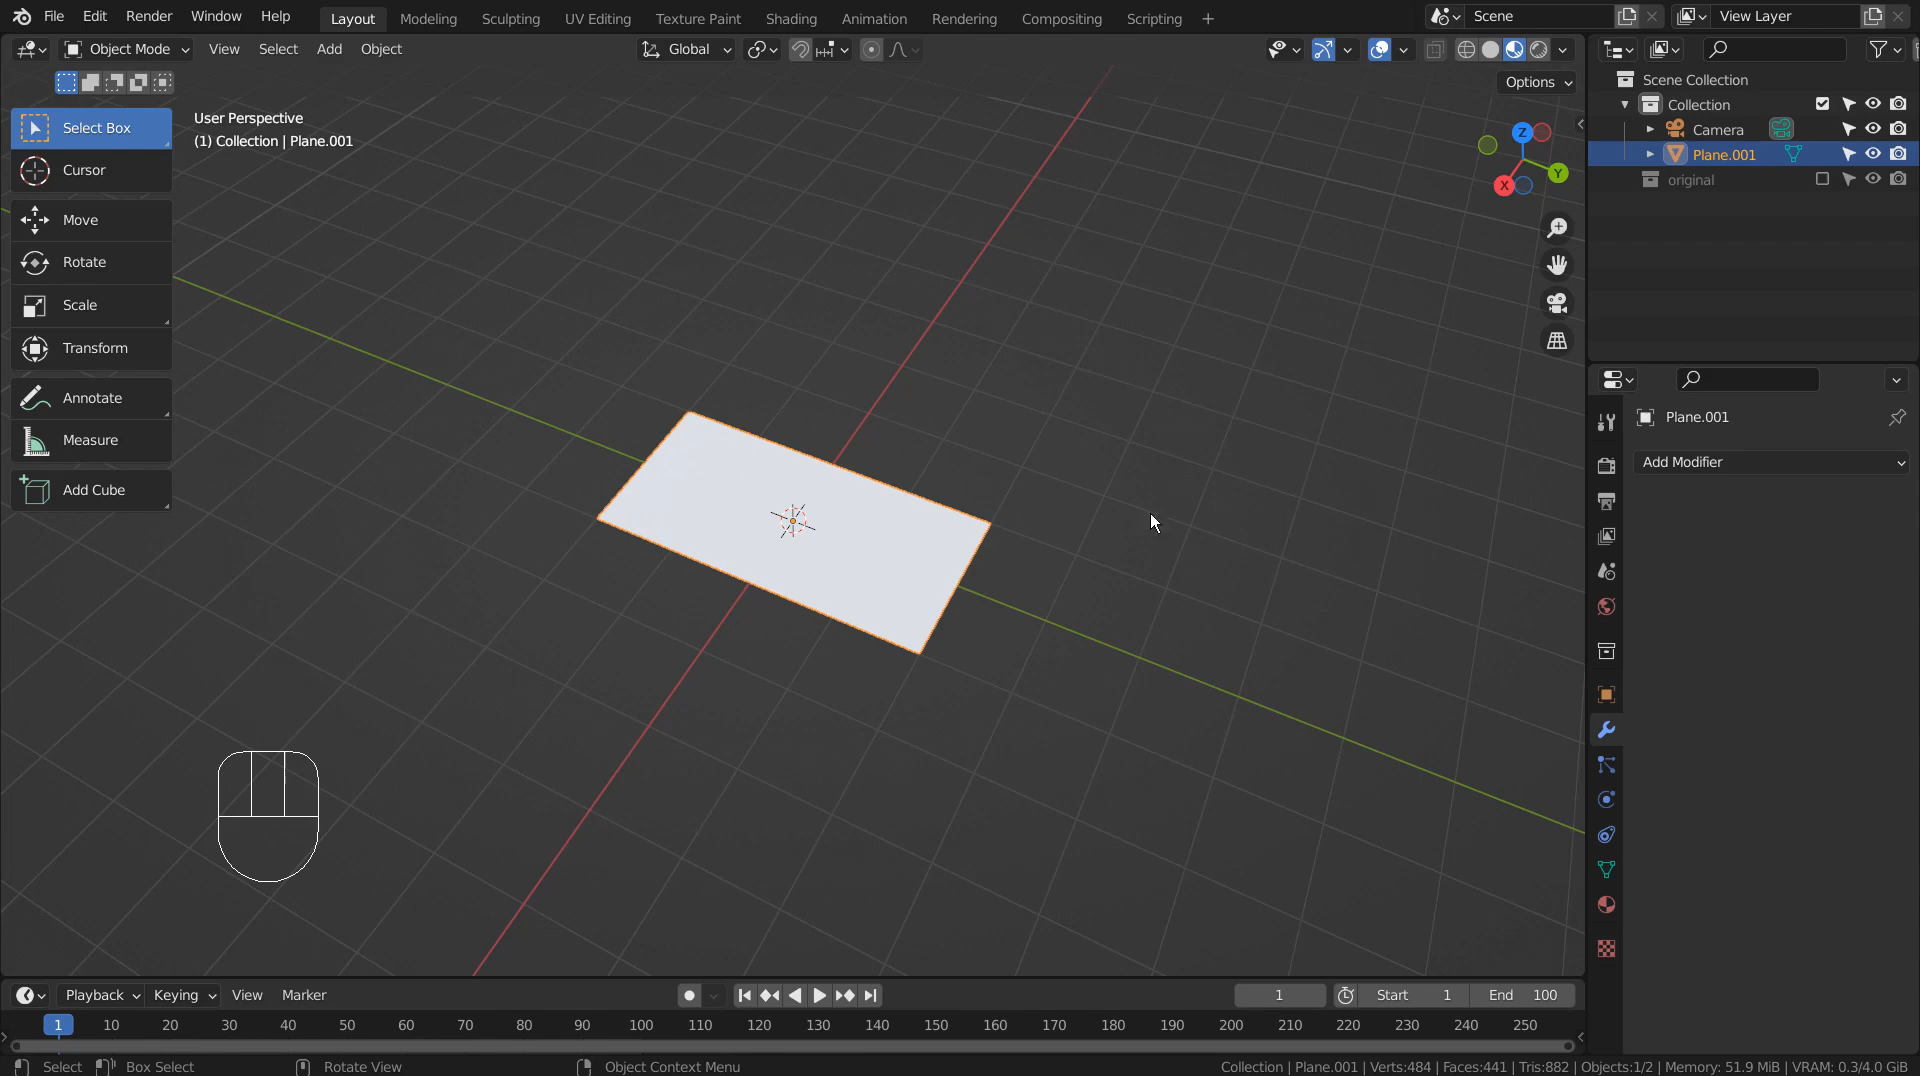 File Edit Render Window Help Layout Modeling Sculpting UV Editing Texture Paint Shading Animation Rendering Compositing Scripting + Scene View Layer
Object Mode View Select Add Object Global
Options
User Perspective
(1) Collection | Plane.001
Select Box
Cursor
Move
Rotate
Scale
Transform
Annotate
Measure
Add Cube
Z
Y
X
Scene Collection
Collection
Camera
Plane.001
original
Plane.001
Add Modifier
Playback Keying View Marker 1 Start 1 End 100
1 10 20 30 40 50 60 70 80 90 100 110 120 130 140 150 160 170 180 190 200 210 220 230 240 250
Select Box Select Rotate View Object Context Menu Collection | Plane.001 | Verts:484 | Faces:441 | Tris:882 | Objects:1/2 | Memory: 51.9 MiB | VRAM: 0.3/4.0 GiB